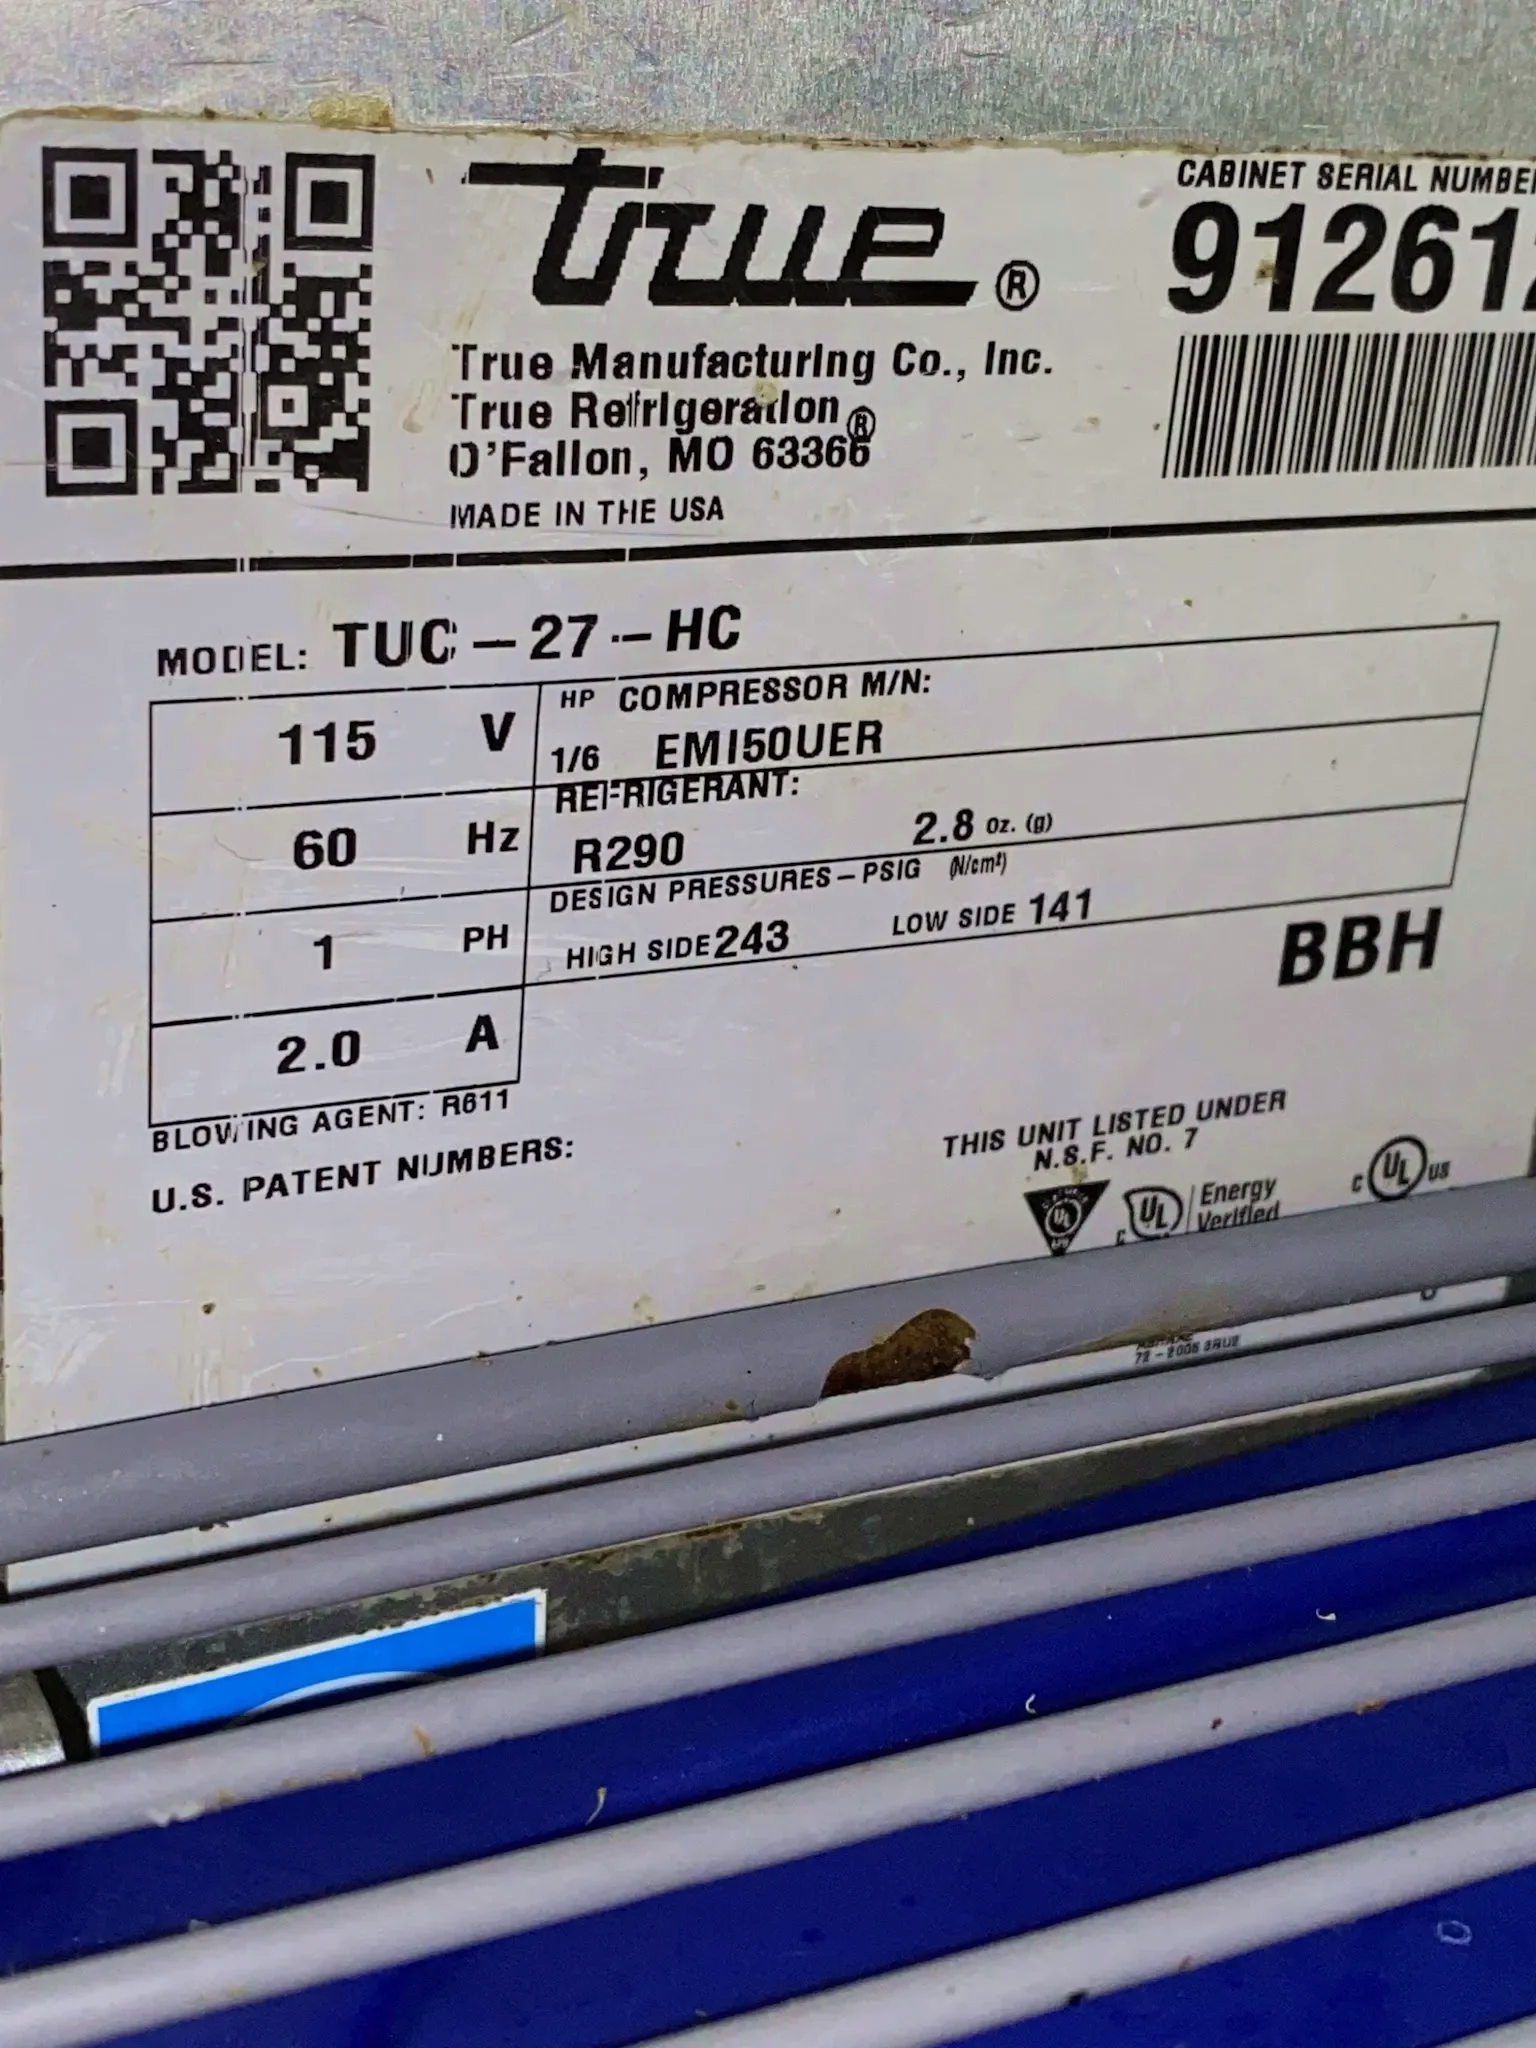 true®
CABINET SERIAL NUMBER
91261
True Manufacturing Co., Inc.
True Refrigeration®
O'Fallon, MO 63366
MADE IN THE USA
MODEL: TUC-27-HC
115 V
HP COMPRESSOR M/N:
1/6 EM150UER
60 Hz
REFRIGERANT:
R290 2.8 oz. (g)
1 PH
DESIGN PRESSURES-PSIG (N/cm²)
HIGH SIDE 243 LOW SIDE 141
BBH
2.0 A
BLOWING AGENT: R611
U.S. PATENT NUMBERS:
THIS UNIT LISTED UNDER
N.S.F. NO. 7
UL
C UL Energy
Verified
C UL US